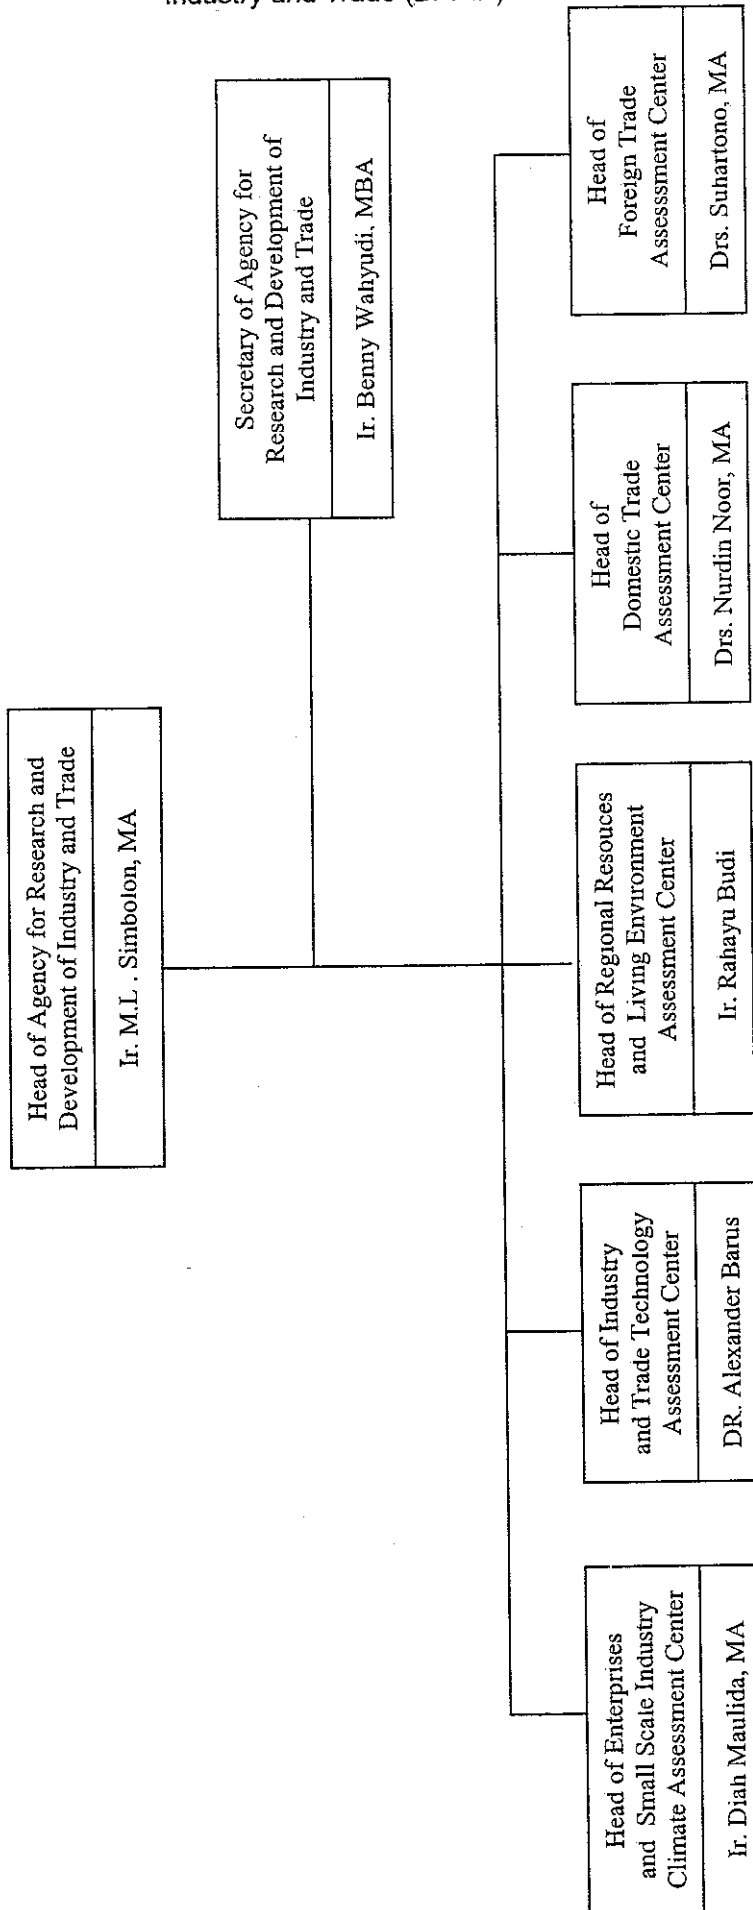 Industry and Trade
Head of Agency for Research and
Development of Industry and Trade
Ir. M.L . Simbolon, MA
Secretary of Agency for
Research and Development of
Industry and Trade
Ir. Benny Wahyudi, MBA
Head of Enterprises
and Small Scale Industry
Climate Assessment Center
Ir. Diah Maulida, MA
Head of Industry
and Trade Technology
Assessment Center
DR. Alexander Barus
Head of Regional Resouces
and Living Environment
Assessment Center
Ir. Rahayu Budi
Head of
Domestic Trade
Assessment Center
Drs. Nurdin Noor, MA
Head of
Foreign Trade
Assesssment Center
Drs. Suhartono, MA